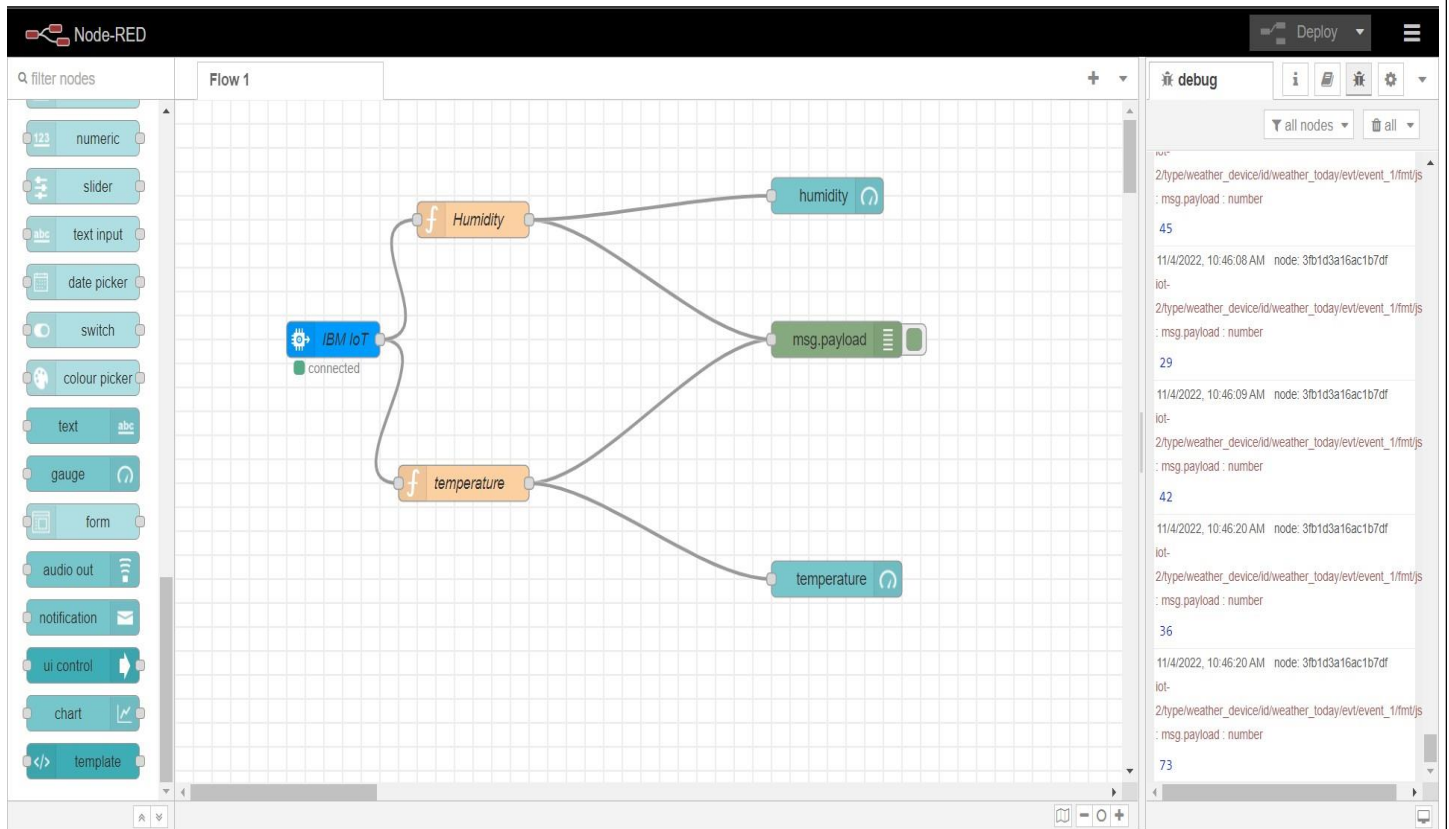 Node-RED
Deploy
filter nodes
Flow 1
debug
i
all nodes
all
123 numeric
slider
abc text input
date picker
switch
colour picker
text abc
gauge
form
audio out
notification
ui control
chart
</> template
Humidity
humidity
IBM IoT
connected
msg.payload
temperature
temperature
2/type/weather_device/id/weather_today/evt/event_1/fmt/js
: msg.payload : number
45
11/4/2022, 10:46:08 AM node: 3fb1d3a16ac1b7df
iot-
2/type/weather_device/id/weather_today/evt/event_1/fmt/js
: msg.payload : number
29
11/4/2022, 10:46:09 AM node: 3fb1d3a16ac1b7df
iot-
2/type/weather_device/id/weather_today/evt/event_1/fmt/js
: msg.payload : number
42
11/4/2022, 10:46:20 AM node: 3fb1d3a16ac1b7df
iot-
2/type/weather_device/id/weather_today/evt/event_1/fmt/js
: msg.payload : number
36
11/4/2022, 10:46:20 AM node: 3fb1d3a16ac1b7df
iot-
2/type/weather_device/id/weather_today/evt/event_1/fmt/js
: msg.payload : number
73